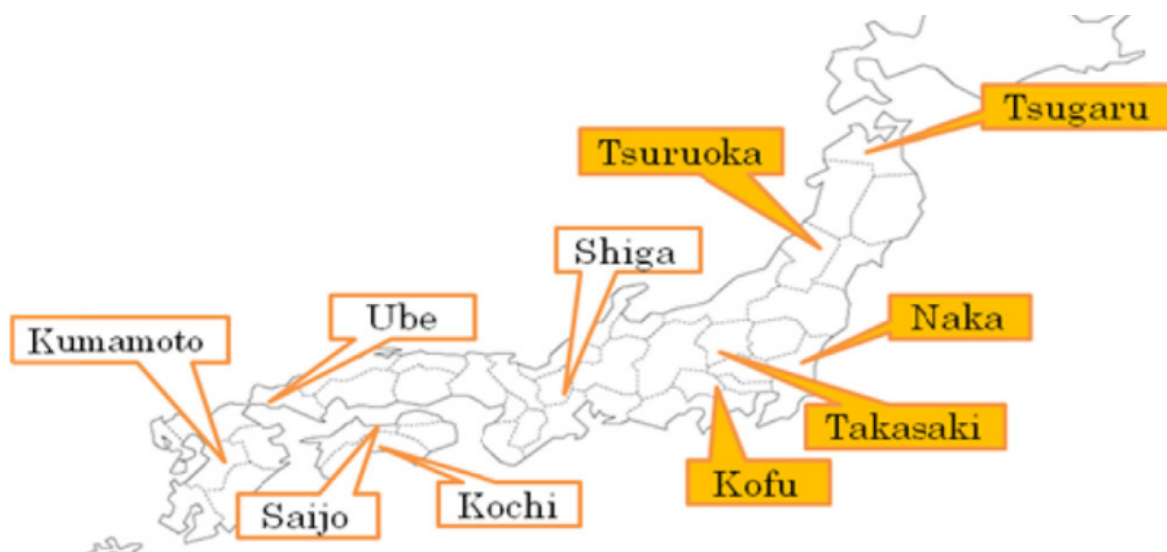 Tsugaru
Tsuruoka
Shiga
Ube
Naka
Kumamoto
Takasaki
Kofu
Kochi
Saijo